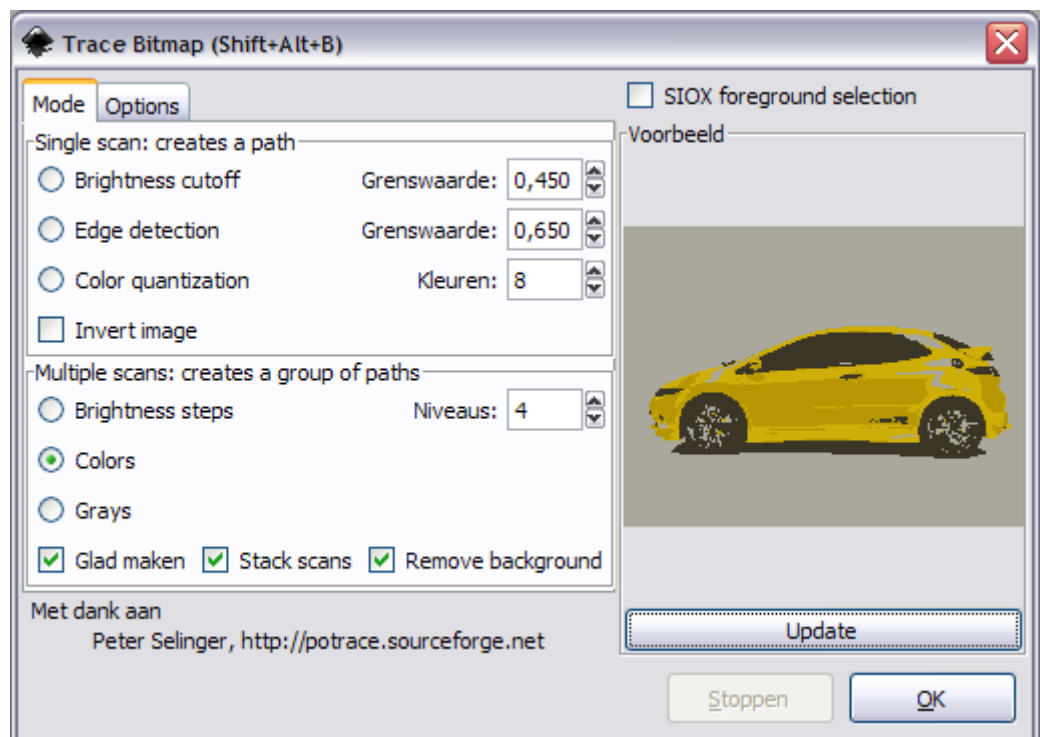 Trace Bitmap (Shift+Alt+B)
Mode Options
SIOX foreground selection
Single scan: creates a path
Voorbeeld
Brightness cutoff Grenswaarde: 0,450
Edge detection Grenswaarde: 0,650
Color quantization Kleuren: 8
Invert image
Multiple scans: creates a group of paths
Brightness steps Niveaus: 4
Colors
Grays
Glad maken Stack scans Remove background
Met dank aan
Peter Selinger, http://potrace.sourceforge.net
Update
Stoppen OK